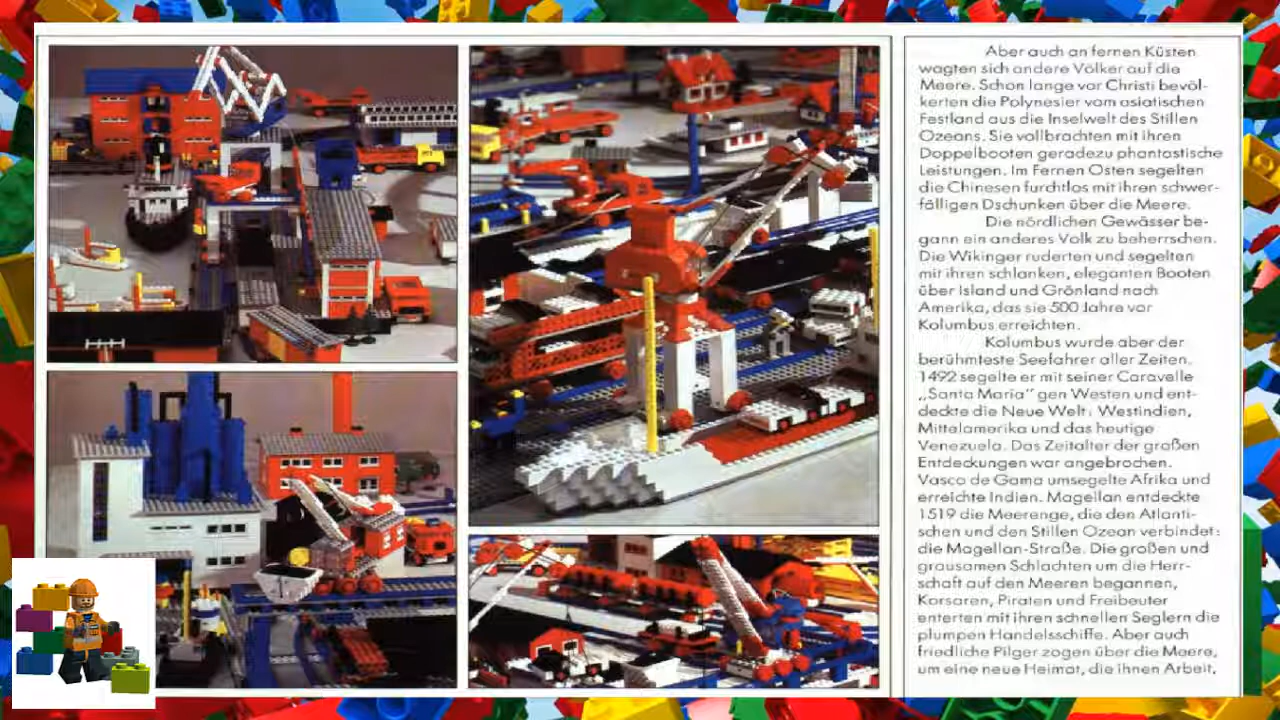 Aber auch an fernen Küsten
wagten sich andere Völker auf die
Meere. Schon lange vor Christi bevöl-
kerten die Polynesier vom asiatischen
Festland aus die Inselwelt des Stillen
Ozeans. Sie vollbrachten mit ihren
Doppelbooten geradezu phantastische
Leistungen. Im Fernen Osten segelten
die Chinesen furchtlos mit ihren schwer-
fälligen Dschunken über die Meere.
Die nördlichen Gewässer be-
gann ein anderes Volk zu beherrschen.
Die Wikinger ruderten und segelten
mit ihren schlanken, eleganten Booten
über Island und Grönland nach
Amerika, das sie 500 Jahre vor
Kolumbus erreichten.
Kolumbus wurde aber der
berühmteste Seefahrer aller Zeiten.
1492 segelte er mit seiner Caravelle
„Santa Maria" gen Westen und ent-
deckte die Neue Welt: Westindien,
Mittelamerika und das heutige
Venezuela. Das Zeitalter der großen
Entdeckungen war angebrochen.
Vasco de Gama umsegelte Afrika und
erreichte Indien. Magellan entdeckte
1519 die Meerenge, die den Atlanti-
schen und den Stillen Ozean verbindet:
die Magellan-Straße. Die großen und
grausamen Schlachten um die Herr-
schaft auf den Meeren begannen,
Korsaren, Piraten und Freibeuter
enterten mit ihren schnellen Seglern die
plumpen Handelsschiffe. Aber auch
friedliche Pilger zogen über die Meere,
um eine neue Heimat, die ihnen Arbeit,